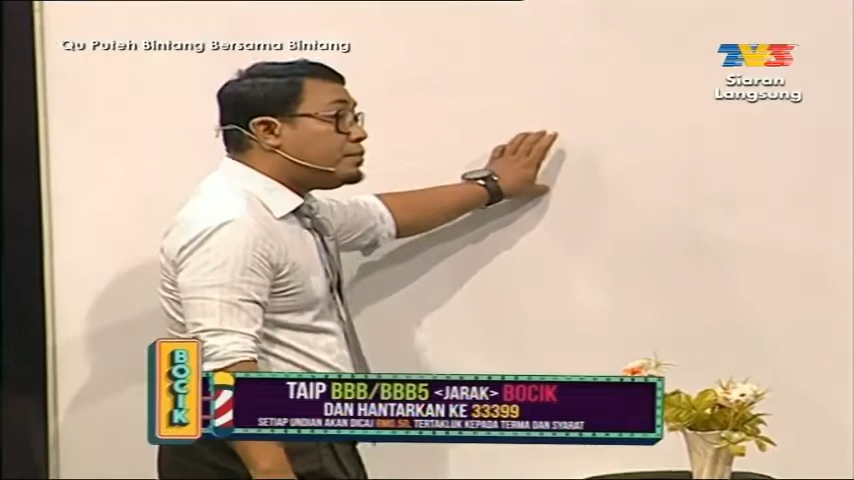 Qu Puteh Bintang Bersama Bintang
TV3
Siaran
Langsung
BOCIK
TAIP BBB/BBB5 <JARAK> BOCIK
DAN HANTARKAN KE 33399
SETIAP UNDIAN AKAN DICAJ RM0.50, TERTAKLUK KEPADA TERMA DAN SYARAT